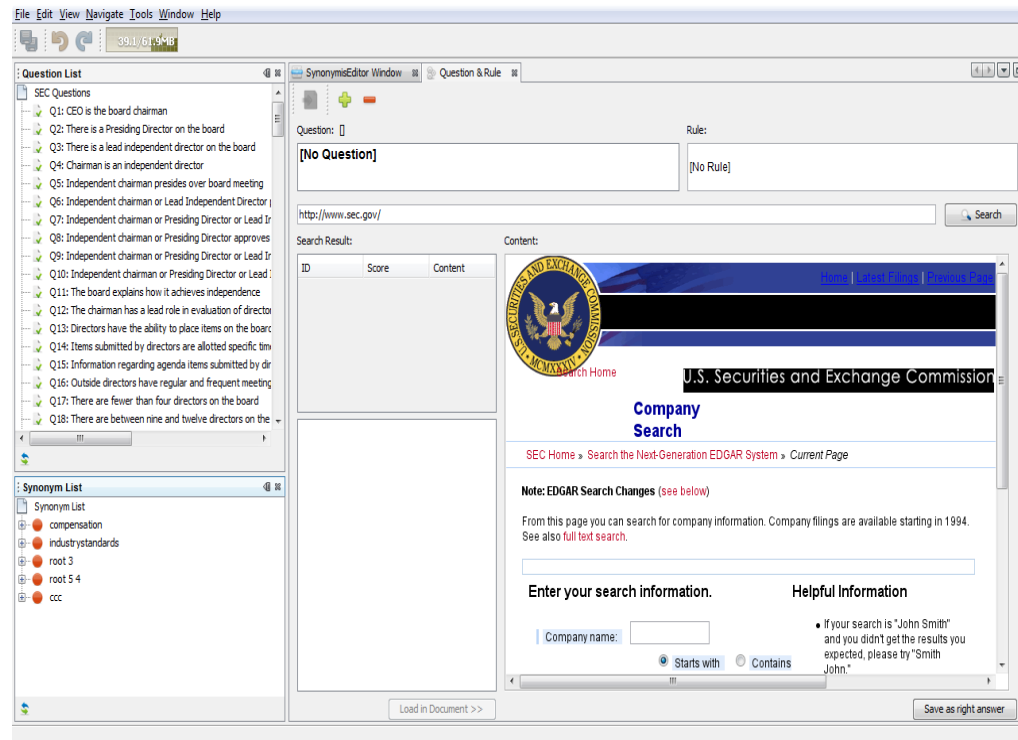 File Edit View Navigate Tools Window Help
39.1/61.9MB
Question List
SEC Questions
Q1: CEO is the board chairman
Q2: There is a Presiding Director on the board
Q3: There is a lead independent director on the board
Q4: Chairman is an independent director
Q5: Independent chairman presides over board meeting
Q6: Independent chairman or Lead Independent Director
Q7: Independent chairman or Presiding Director or Lead Ir
Q8: Independent chairman or Presiding Director approves
Q9: Independent chairman or Presiding Director or Lead Ir
Q10: Independent chairman or Presiding Director or Lead
Q11: The board explains how it achieves independence
Q12: The chairman has a lead role in evaluation of directo
Q13: Directors have the ability to place items on the board
Q14: Items submitted by directors are allotted specific tim
Q15: Information regarding agenda items submitted by dir
Q16: Outside directors have regular and frequent meeting
Q17: There are fewer than four directors on the board
Q18: There are between nine and twelve directors on the
Synonym List
Synonym List
compensation
industrystandards
root 3
root 5 4
ccc
SynonymisEditor Window Question & Rule
Question: []
Rule:
[No Question]
[No Rule]
http://www.sec.gov/
Search
Search Result:
Content:
ID Score Content
Home | Latest Filings | Previous Page
U.S. SECURITIES AND EXCHANGE COMMISSION
MCMXXXIV
Search Home
U.S. Securities and Exchange Commission
Company
Search
SEC Home » Search the Next-Generation EDGAR System » Current Page
Note: EDGAR Search Changes (see below)
From this page you can search for company information. Company filings are available starting in 1994.
See also full text search.
Enter your search information.
Helpful Information
Company name:
Starts with Contains
• If your search is "John Smith"
and you didn't get the results you
expected, please try "Smith
John."
Load in Document >>
Save as right answer